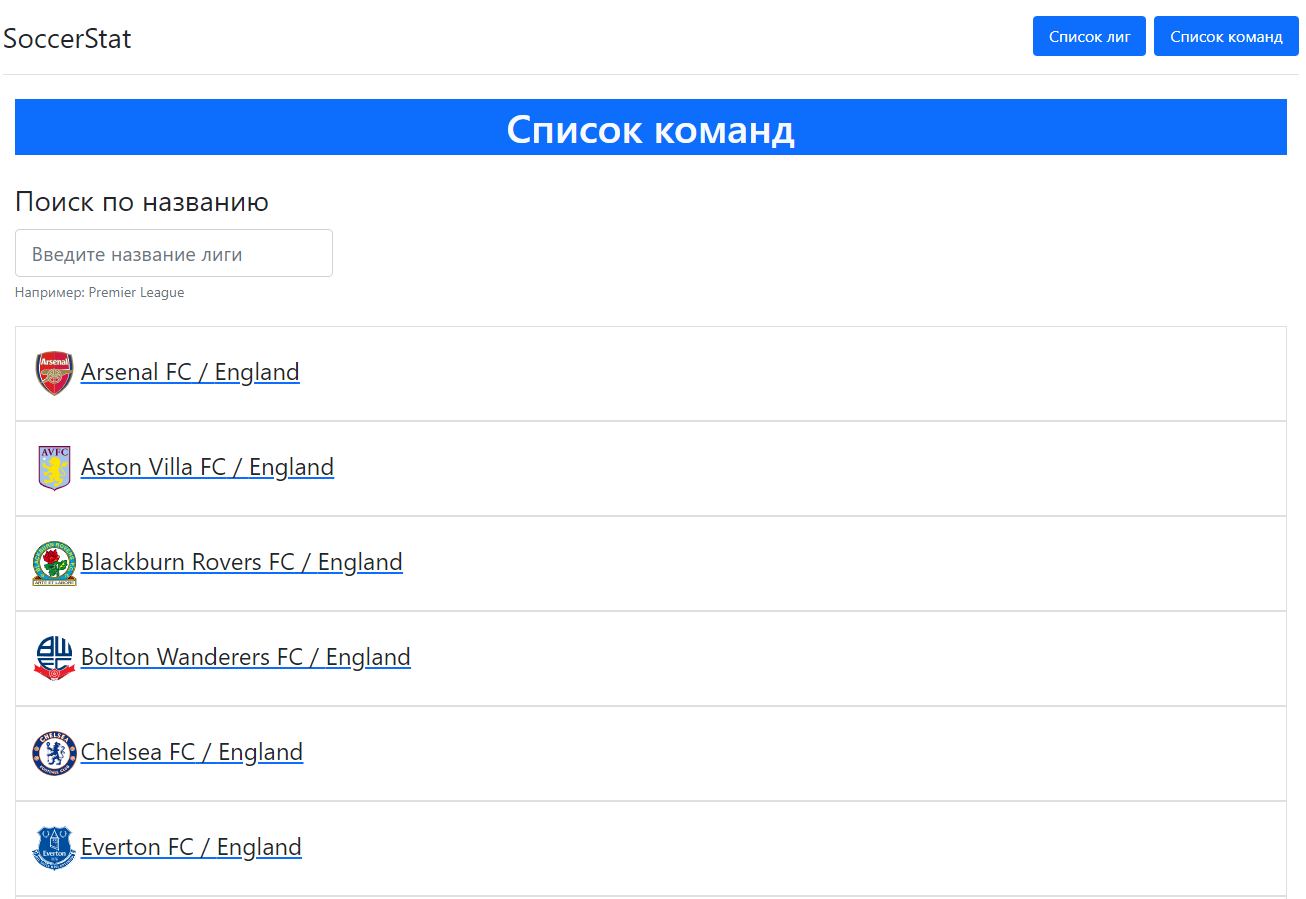 SoccerStat
Список лиг
Список команд
Список команд
Поиск по названию
Введите название лиги
Например: Premier League
Arsenal
Arsenal FC / England
AVFC
Aston Villa FC / England
Blackburn Rovers FC / England
Bolton Wanderers FC / England
CHELSEA
FOOTBALL CLUB
Chelsea FC / England
Everton
Everton FC / England